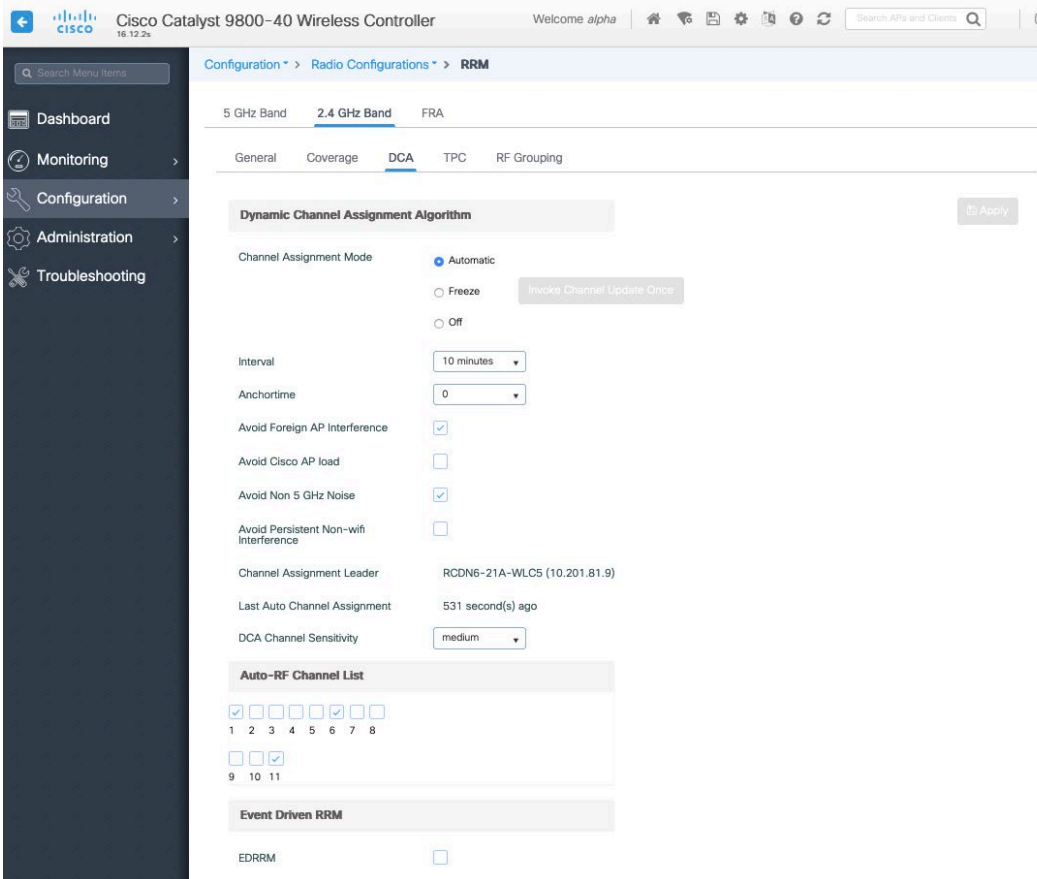 cisco
Cisco Catalyst 9800-40 Wireless Controller
16.12.2s
Welcome alpha
Search APs and Clients
Search Menu Items
Dashboard
Monitoring
Configuration
Administration
Troubleshooting
Configuration > Radio Configurations > RRM
5 GHz Band 2.4 GHz Band FRA
General Coverage DCA TPC RF Grouping
Dynamic Channel Assignment Algorithm
Apply
Channel Assignment Mode
Automatic
Freeze Invoke Channel Update Once
Off
Interval 10 minutes
Anchortime 0
Avoid Foreign AP Interference
Avoid Cisco AP load
Avoid Non 5 GHz Noise
Avoid Persistent Non-wifi
Interference
Channel Assignment Leader RCDN6-21A-WLC5 (10.201.81.9)
Last Auto Channel Assignment 531 second(s) ago
DCA Channel Sensitivity medium
Auto-RF Channel List
1 2 3 4 5 6 7 8
9 10 11
Event Driven RRM
EDRRM